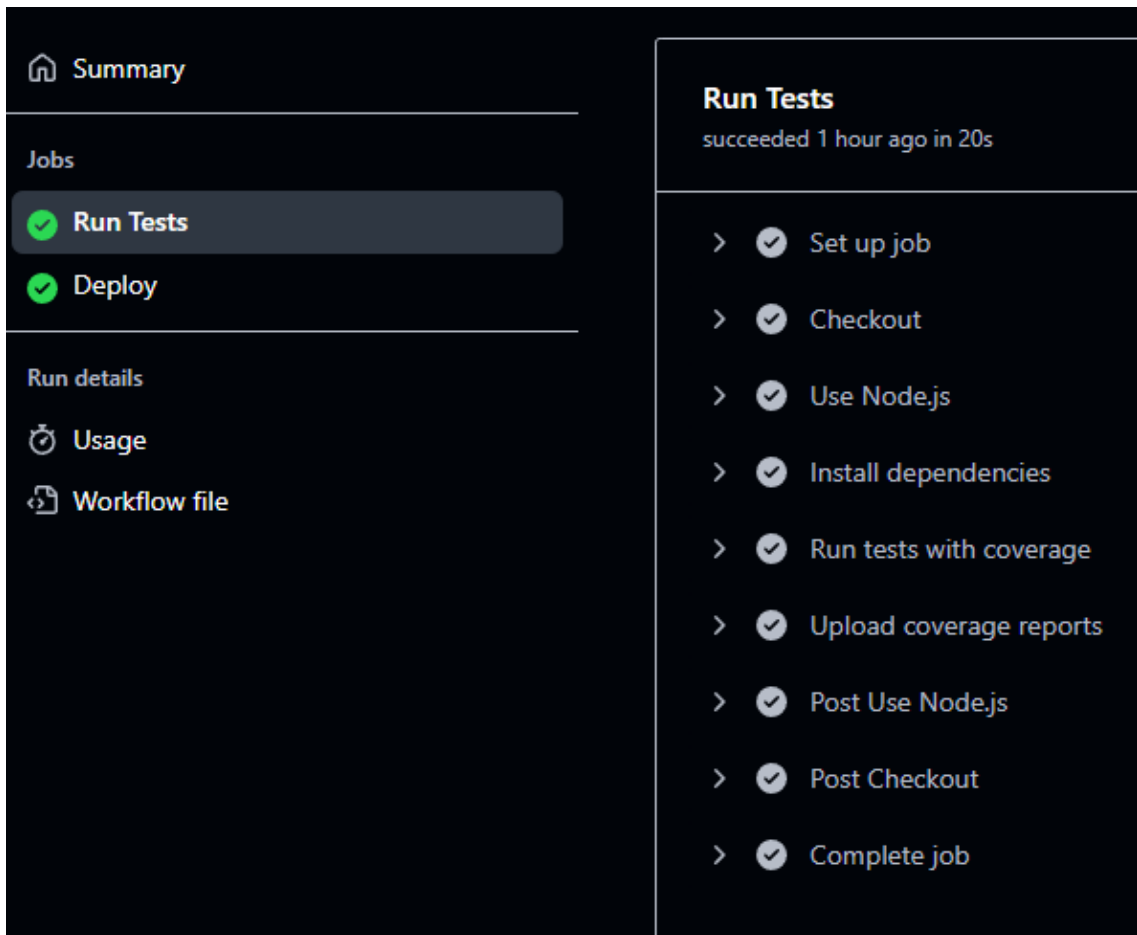 Summary
Jobs
Run Tests
Deploy
Run details
Usage
Workflow file
Run Tests
succeeded 1 hour ago in 20s
Set up job
Checkout
Use Node.js
Install dependencies
Run tests with coverage
Upload coverage reports
Post Use Node.js
Post Checkout
Complete job